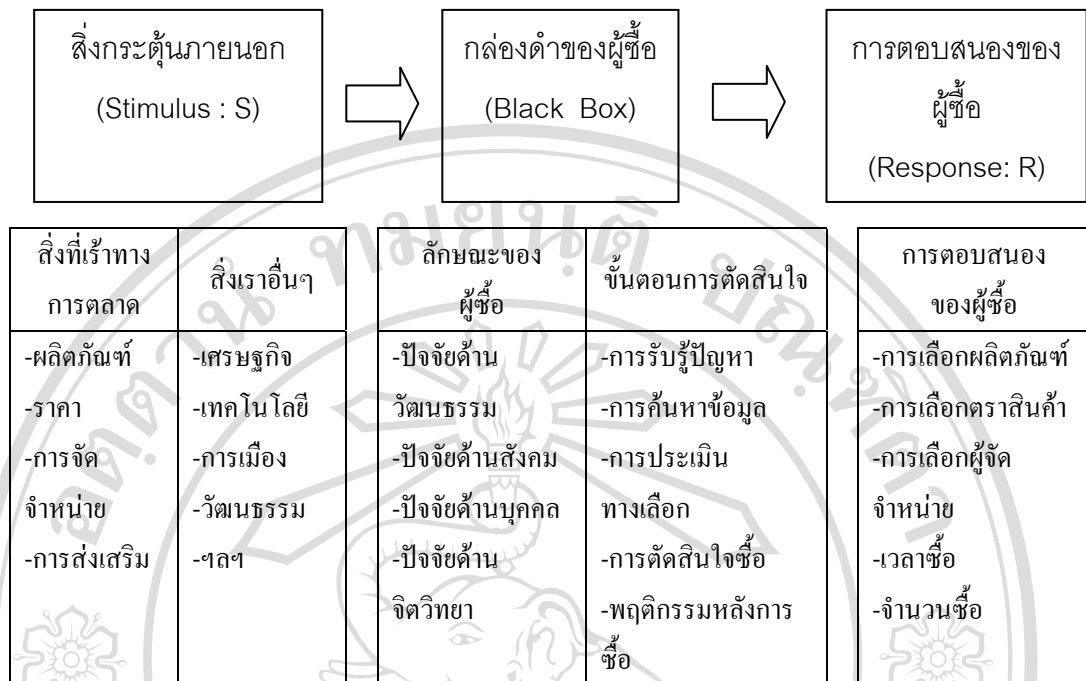 สิ่งกระตุ้นภายนอก
(Stimulus : S)
กล่องดำของผู้ซื้อ
(Black Box)
การตอบสนองของ
ผู้ซื้อ
(Response: R)
สิ่งที่เร้าทาง
การตลาด
สิ่งเราอื่นๆ
ลักษณะของ
ผู้ซื้อ
ขั้นตอนการตัดสินใจ
การตอบสนอง
ของผู้ซื้อ
-ผลิตภัณฑ์
-ราคา
-การจัด
จำหน่าย
-การส่งเสริม
-เศรษฐกิจ
-เทคโนโลยี
-การเมือง
-วัฒนธรรม
-ฯลฯ
-ปัจจัยด้าน
วัฒนธรรม
-ปัจจัยด้านสังคม
-ปัจจัยด้านบุคคล
-ปัจจัยด้าน
จิตวิทยา
-การรับรู้ปัญหา
-การค้นหาข้อมูล
-การประเมิน
ทางเลือก
-การตัดสินใจซื้อ
-พฤติกรรมหลังการ
ซื้อ
-การเลือกผลิตภัณฑ์
-การเลือกตราสินค้า
-การเลือกผู้จัด
จำหน่าย
-เวลาซื้อ
-จำนวนซื้อ
อตฺตานํ ทมยนฺติ ปณฺฑิตา